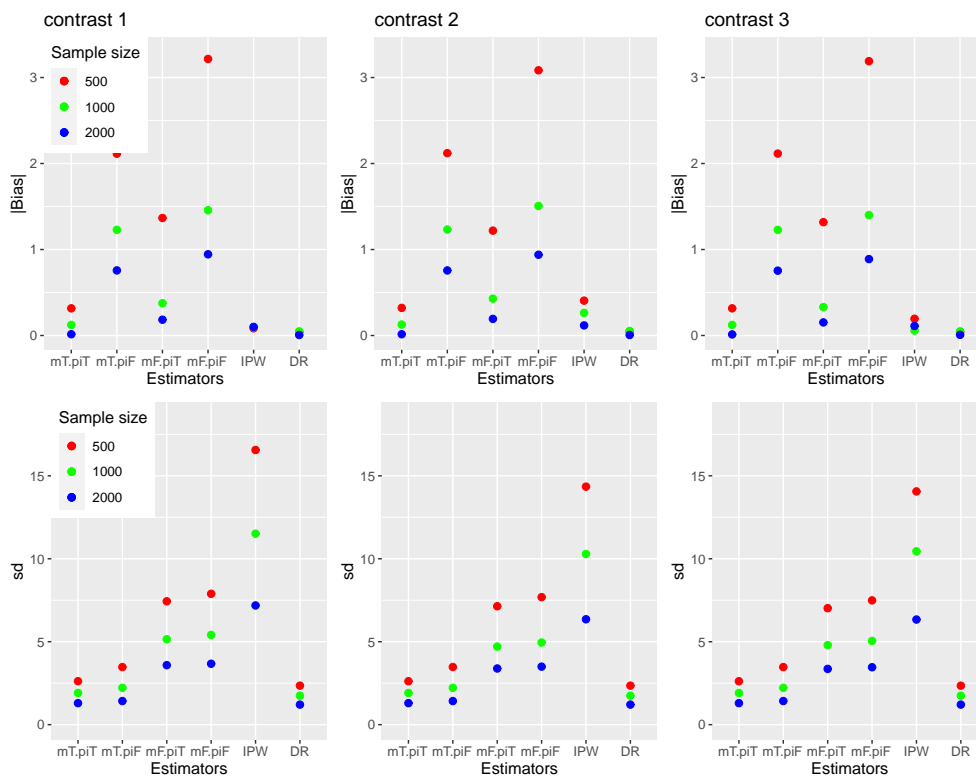 contrast 1
contrast 2
contrast 3
Sample size
500
1000
2000
|Bias|
3
2
1
0
mT.piT mT.piF mF.piT mF.piF IPW DR
Estimators
|Bias|
3
2
1
0
mT.piT mT.piF mF.piT mF.piF IPW DR
Estimators
|Bias|
3
2
1
0
mT.piT mT.piF mF.piT mF.piF IPW DR
Estimators
Sample size
500
1000
2000
sd
15
10
5
0
mT.piT mT.piF mF.piT mF.piF IPW DR
Estimators
sd
15
10
5
0
mT.piT mT.piF mF.piT mF.piF IPW DR
Estimators
sd
15
10
5
0
mT.piT mT.piF mF.piT mF.piF IPW DR
Estimators